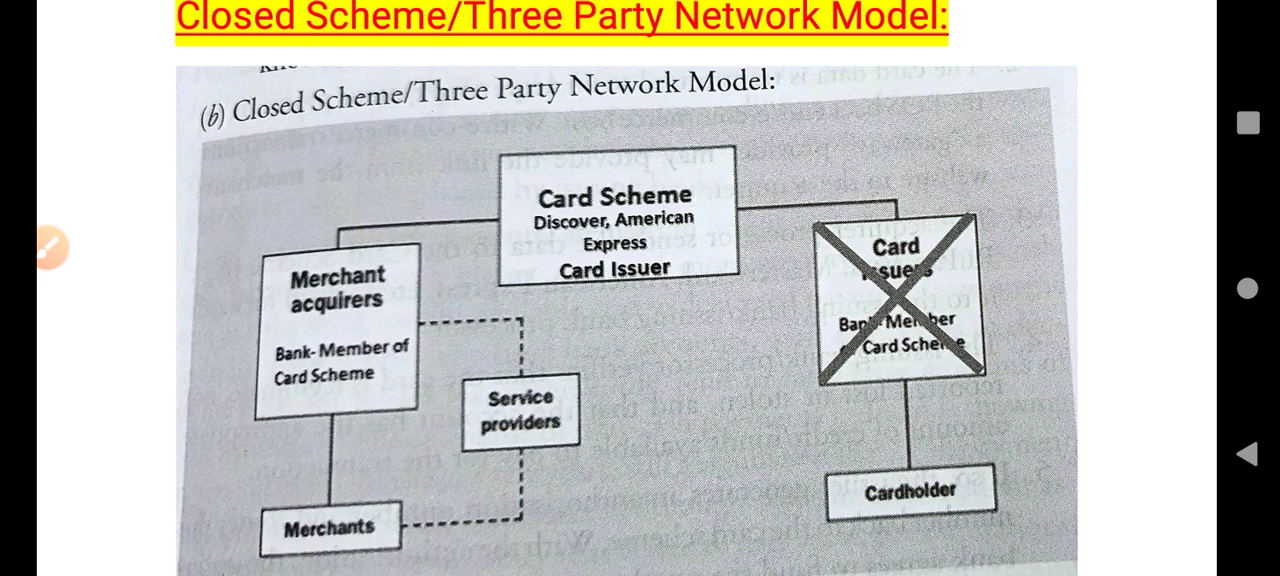 Closed Scheme/Three Party Network Model:
(b) Closed Scheme/Three Party Network Model:
Card Scheme
Discover, American
Express
Card Issuer
Merchant
acquirers
Bank- Member of
Card Scheme
Card
Issuers
Bank- Member
Card Scheme
Service
providers
Merchants
Cardholder